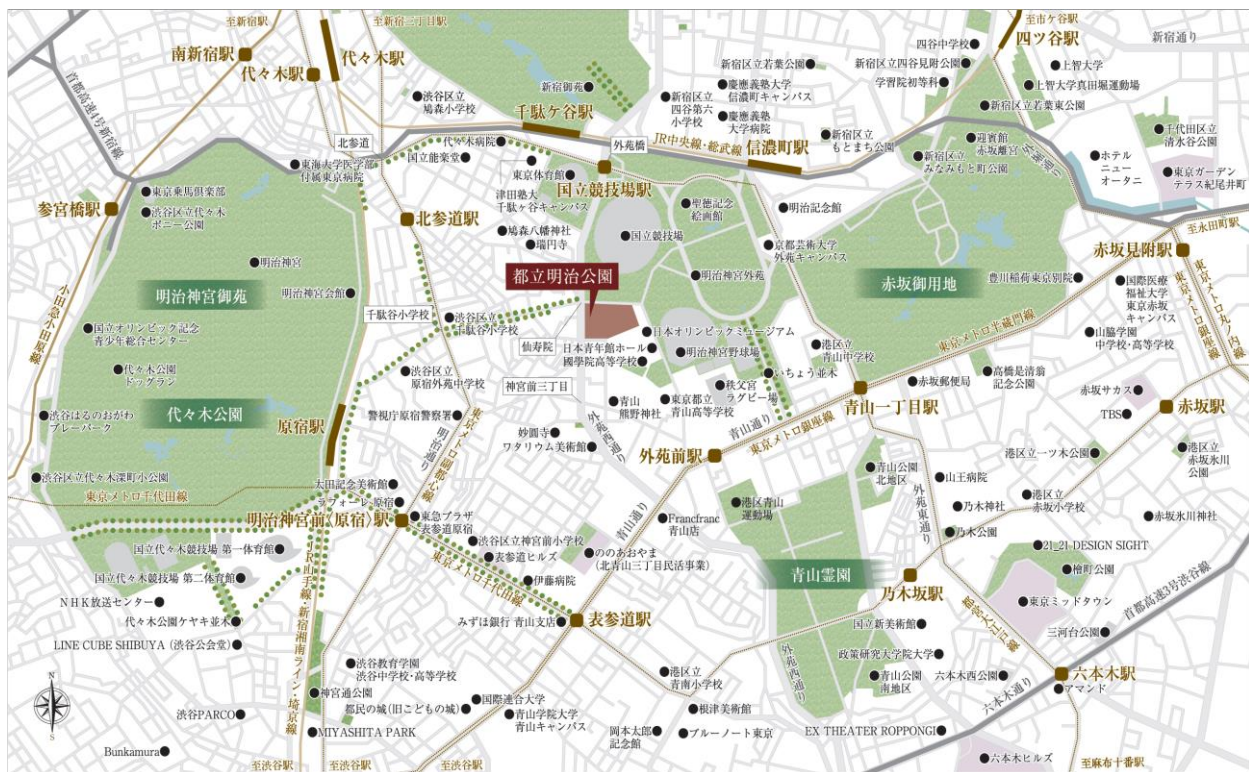 至新宿駅
至新宿三丁目駅
至市ケ谷駅
新宿通り
南新宿駅
代々木駅
代々木駅
四谷中学校
四ツ谷駅
新宿区立若葉公園
新宿区立四谷見附公園
上智大学
首都高速4号新宿線
新宿御苑
慶應義塾大学
信濃町キャンパス
学習院初等科
上智大学真田堀運動場
渋谷区立
鳩森小学校
千駄ケ谷駅
新宿区立
四谷第六
小学校
慶應義塾
大学病院
新宿区立若葉東公園
北参道
代々木病院
外苑橋
JR中央線・総武線
信濃町駅
新宿区立
もとまち公園
迎賓館
赤坂離宮
外堀通り
千代田区立
清水谷公園
東海大学医学部
付属東京病院
国立能楽堂
東京体育館
国立競技場駅
新宿区立
みなみもと町公園
ホテル
ニュー
オータニ
東京ガーデン
テラス紀尾井町
東京乗馬倶楽部
参宮橋駅
渋谷区立代々木
ポニー公園
北参道駅
津田塾大
千駄ヶ谷キャンパス
聖徳記念
絵画館
明治記念館
至永田町駅
鳩森八幡神社
瑞円寺
国立競技場
京都芸術大学
外苑キャンパス
赤坂見附駅
明治神宮
都立明治公園
明治神宮外苑
赤坂御用地
豊川稲荷東京別院
国際医療
福祉大学
東京赤坂
キャンパス
東京メトロ銀座線
東京メトロ丸ノ内線
明治神宮御苑
明治神宮会館
小田急小田原線
千駄谷小学校
渋谷区立
千駄谷小学校
国立オリンピック記念
青少年総合センター
仙寿院
日本オリンピックミュージアム
日本青年館ホール
國學院高等学校
明治神宮野球場
港区立
青山中学校
東京メトロ半蔵門線
山脇学園
中学校・高等学校
代々木公園
ドッグラン
渋谷区立
原宿外苑中学校
神宮前三丁目
いちょう並木
高橋是清翁
記念公園
秩父宮
ラグビー場
赤坂郵便局
赤坂サカス
渋谷はるのおがわ
プレーパーク
代々木公園
原宿駅
警視庁原宿警察署
青山
熊野神社
東京都立
青山高等学校
青山一丁目駅
赤坂駅
TBS
東京メトロ副都心線
明治通り
妙圓寺
ワタリウム美術館
外苑西通り
青山通り
東京メトロ銀座線
外苑前駅
港区立一ツ木公園
港区立
赤坂氷川
公園
渋谷区立代々木深町小公園
太田記念美術館
青山公園
北地区
山王病院
東京メトロ千代田線
ラフォーレ原宿
外苑東通り
港区立
赤坂小学校
乃木神社
明治神宮前〈原宿〉駅
東急プラザ
表参道原宿
青山通り
Francfranc
青山店
港区青山
運動場
乃木公園
赤坂氷川神社
国立代々木競技場 第一体育館
渋谷区立神宮前小学校
表参道ヒルズ
ののあおやま
(北青山三丁目民活事業)
21_21 DESIGN SIGHT
国立代々木競技場 第二体育館
東京メトロ千代田線
伊藤病院
青山霊園
檜町公園
乃木坂駅
JR山手線・新宿湘南ライン・埼京線
NHK放送センター
代々木公園ケヤキ並木
みずほ銀行 青山支店
表参道駅
都営大江戸線
東京ミッドタウン
首都高速3号渋谷線
国立新美術館
三河台公園
LINE CUBE SHIBUYA (渋谷公会堂)
政策研究大学院大学
渋谷教育学園
渋谷中学校・高等学校
港区立
青南小学校
外苑西通り
青山公園
南地区
六本木西公園
六本木駅
アマンド
神宮通公園
都民の城(旧こどもの城)
国際連合大学
根津美術館
六本木通り
渋谷PARCO
青山学院大学
青山キャンパス
MIYASHITA PARK
岡本太郎
記念館
ブルーノート東京
EX THEATER ROPPONGI
N
S
Bunkamura
六本木ヒルズ
至渋谷駅
至渋谷駅
至渋谷駅
至麻布十番駅